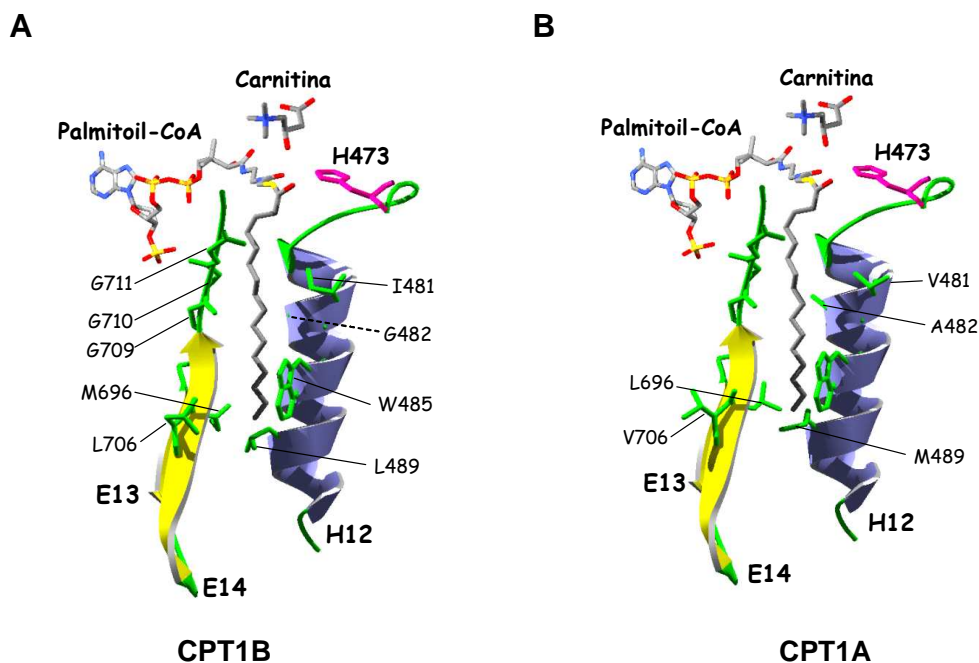 A
Carnitina
Palmitoil-CoA
H473
G711
I481
G710
G482
G709
M696
W485
L706
L489
E13
H12
E14
CPT1B
B
Carnitina
Palmitoil-CoA
H473
V481
A482
L696
V706
M489
E13
H12
E14
CPT1A